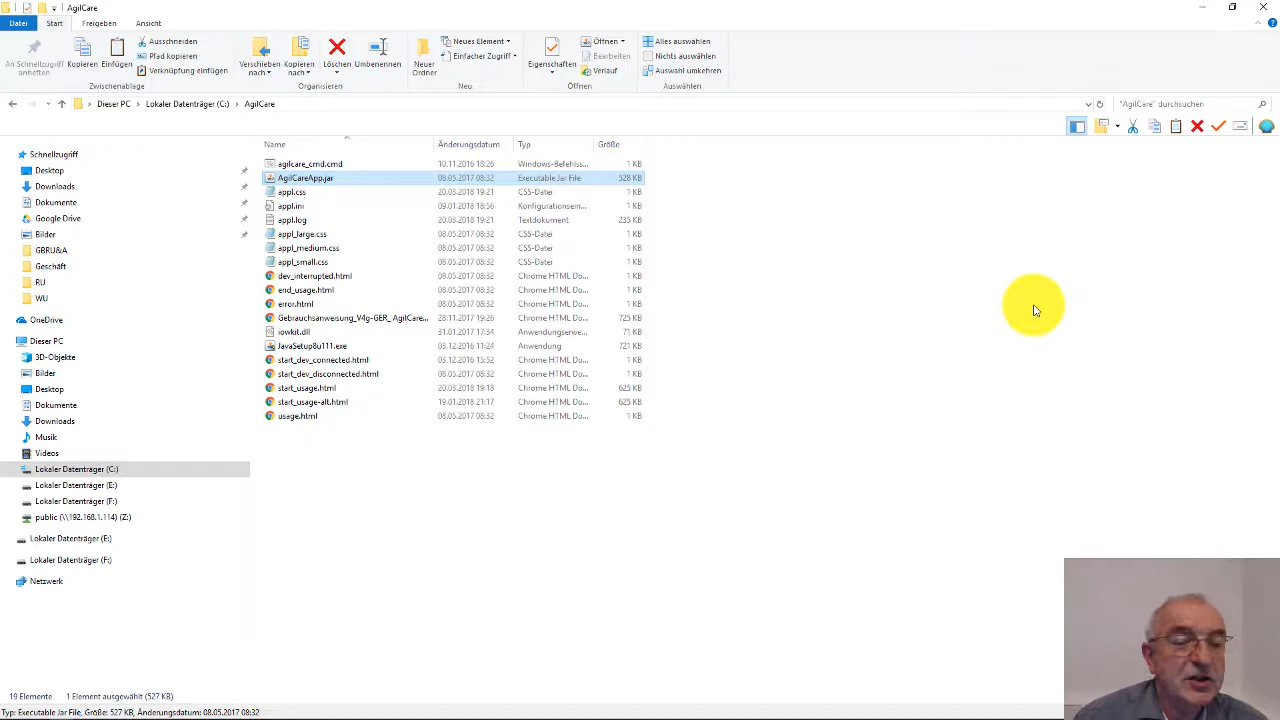 AgilCare
Datei Start Freigeben Ansicht
An Schnellzugriff anheften
Kopieren
Einfügen
Ausschneiden
Pfad kopieren
Verknüpfung einfügen
Zwischenablage
Verschieben nach
Kopieren nach
Löschen
Umbenennen
Organisieren
Neuer Ordner
Neues Element
Einfacher Zugriff
Neu
Eigenschaften
Öffnen
Bearbeiten
Verlauf
Öffnen
Alles auswählen
Nichts auswählen
Auswahl umkehren
Auswählen
Dieser PC > Lokaler Datenträger (C:) > AgilCare
"AgilCare" durchsuchen
Name Änderungsdatum Typ Größe
agilcare_cmd.cmd 10.11.2016 18:26 Windows-Befehlss... 1 KB
AgilCareApp.jar 08.05.2017 08:32 Executable Jar File 528 KB
appl.css 20.03.2018 19:21 CSS-Datei 1 KB
appl.ini 09.01.2018 18:56 Konfigurationsein... 1 KB
appl.log 20.03.2018 19:21 Textdokument 235 KB
appl_large.css 08.05.2017 08:32 CSS-Datei 1 KB
appl_medium.css 08.05.2017 08:32 CSS-Datei 1 KB
appl_small.css 08.05.2017 08:32 CSS-Datei 1 KB
dev_interrupted.html 08.05.2017 08:32 Chrome HTML Do... 1 KB
end_usage.html 08.05.2017 08:32 Chrome HTML Do... 1 KB
error.html 08.05.2017 08:32 Chrome HTML Do... 1 KB
Gebrauchsanweisung_V4g-GER_ AgilCare... 28.11.2017 19:26 Chrome HTML Do... 725 KB
iowkit.dll 31.01.2017 17:34 Anwendungserwe... 71 KB
JavaSetup8u111.exe 03.12.2016 11:24 Anwendung 721 KB
start_dev_connected.html 03.12.2016 15:52 Chrome HTML Do... 1 KB
start_dev_disconnected.html 08.05.2017 08:32 Chrome HTML Do... 1 KB
start_usage.html 20.03.2018 19:18 Chrome HTML Do... 625 KB
start_usage-alt.html 19.01.2018 21:17 Chrome HTML Do... 625 KB
usage.html 08.05.2017 08:32 Chrome HTML Do... 1 KB
Schnellzugriff
Desktop
Downloads
Dokumente
Google Drive
Bilder
GBRU&A
Geschäft
RU
WU
OneDrive
Dieser PC
3D-Objekte
Bilder
Desktop
Dokumente
Downloads
Musik
Videos
Lokaler Datenträger (C:)
Lokaler Datenträger (E:)
Lokaler Datenträger (F:)
public (\\192.168.1.114) (Z:)
Lokaler Datenträger (E:)
Lokaler Datenträger (F:)
Netzwerk
19 Elemente 1 Element ausgewählt (527 KB)
Typ: Executable Jar File, Größe: 527 KB, Änderungsdatum: 08.05.2017 08:32